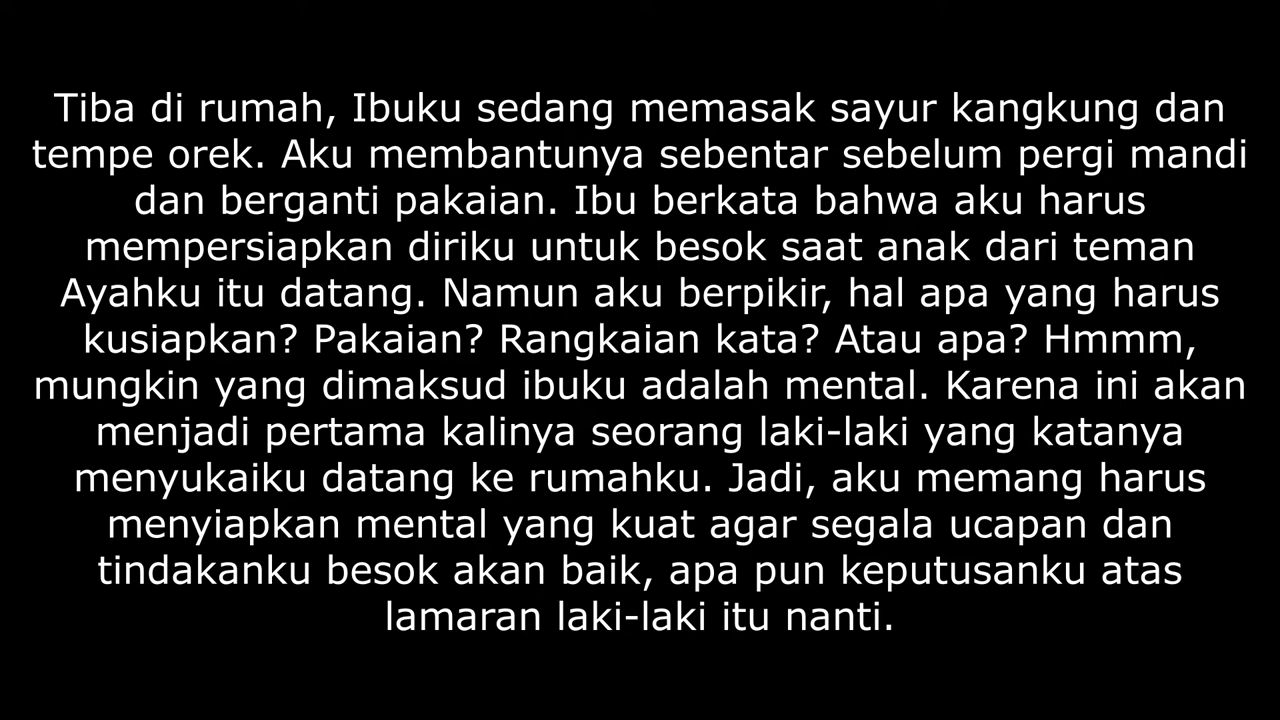 Tiba di rumah, Ibuku sedang memasak sayur kangkung dan
tempe orek. Aku membantunya sebentar sebelum pergi mandi
dan berganti pakaian. Ibu berkata bahwa aku harus
mempersiapkan diriku untuk besok saat anak dari teman
Ayahku itu datang. Namun aku berpikir, hal apa yang harus
kusiapkan? Pakaian? Rangkaian kata? Atau apa? Hmmm,
mungkin yang dimaksud ibuku adalah mental. Karena ini akan
menjadi pertama kalinya seorang laki-laki yang katanya
menyukaiku datang ke rumahku. Jadi, aku memang harus
menyiapkan mental yang kuat agar segala ucapan dan
tindakanku besok akan baik, apa pun keputusanku atas
lamaran laki-laki itu nanti.